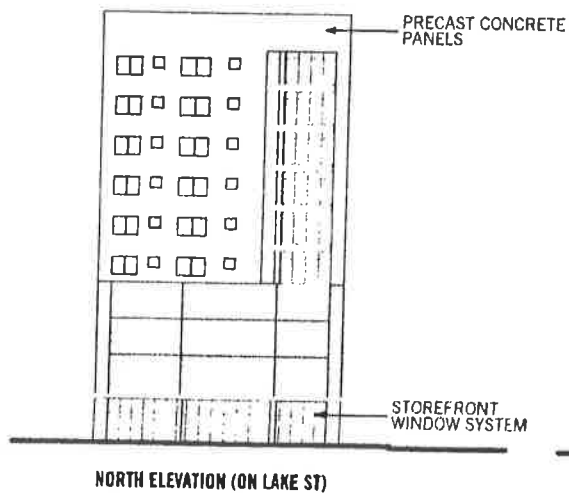 PRECAST CONCRETE
PANELS
STOREFRONT
WINDOW SYSTEM
NORTH ELEVATION (ON LAKE ST)